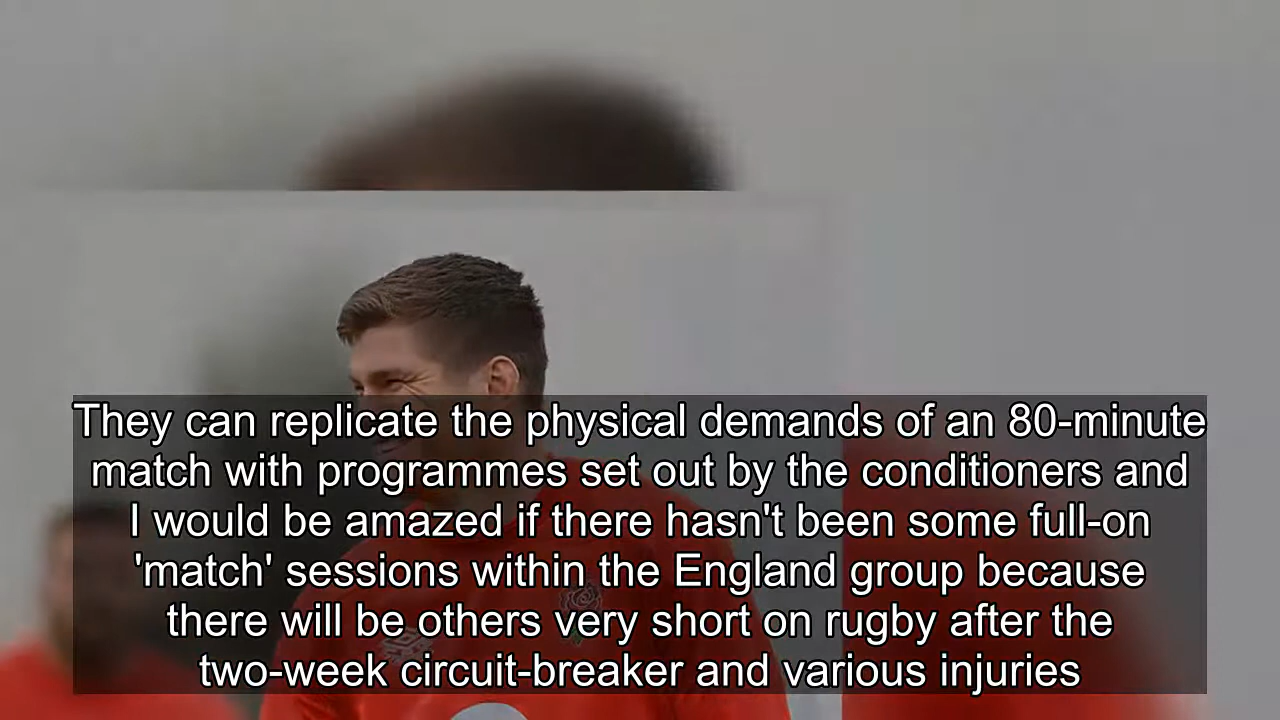 They can replicate the physical demands of an 80-minute
match with programmes set out by the conditioners and
I would be amazed if there hasn't been some full-on
'match' sessions within the England group because
there will be others very short on rugby after the
two-week circuit-breaker and various injuries